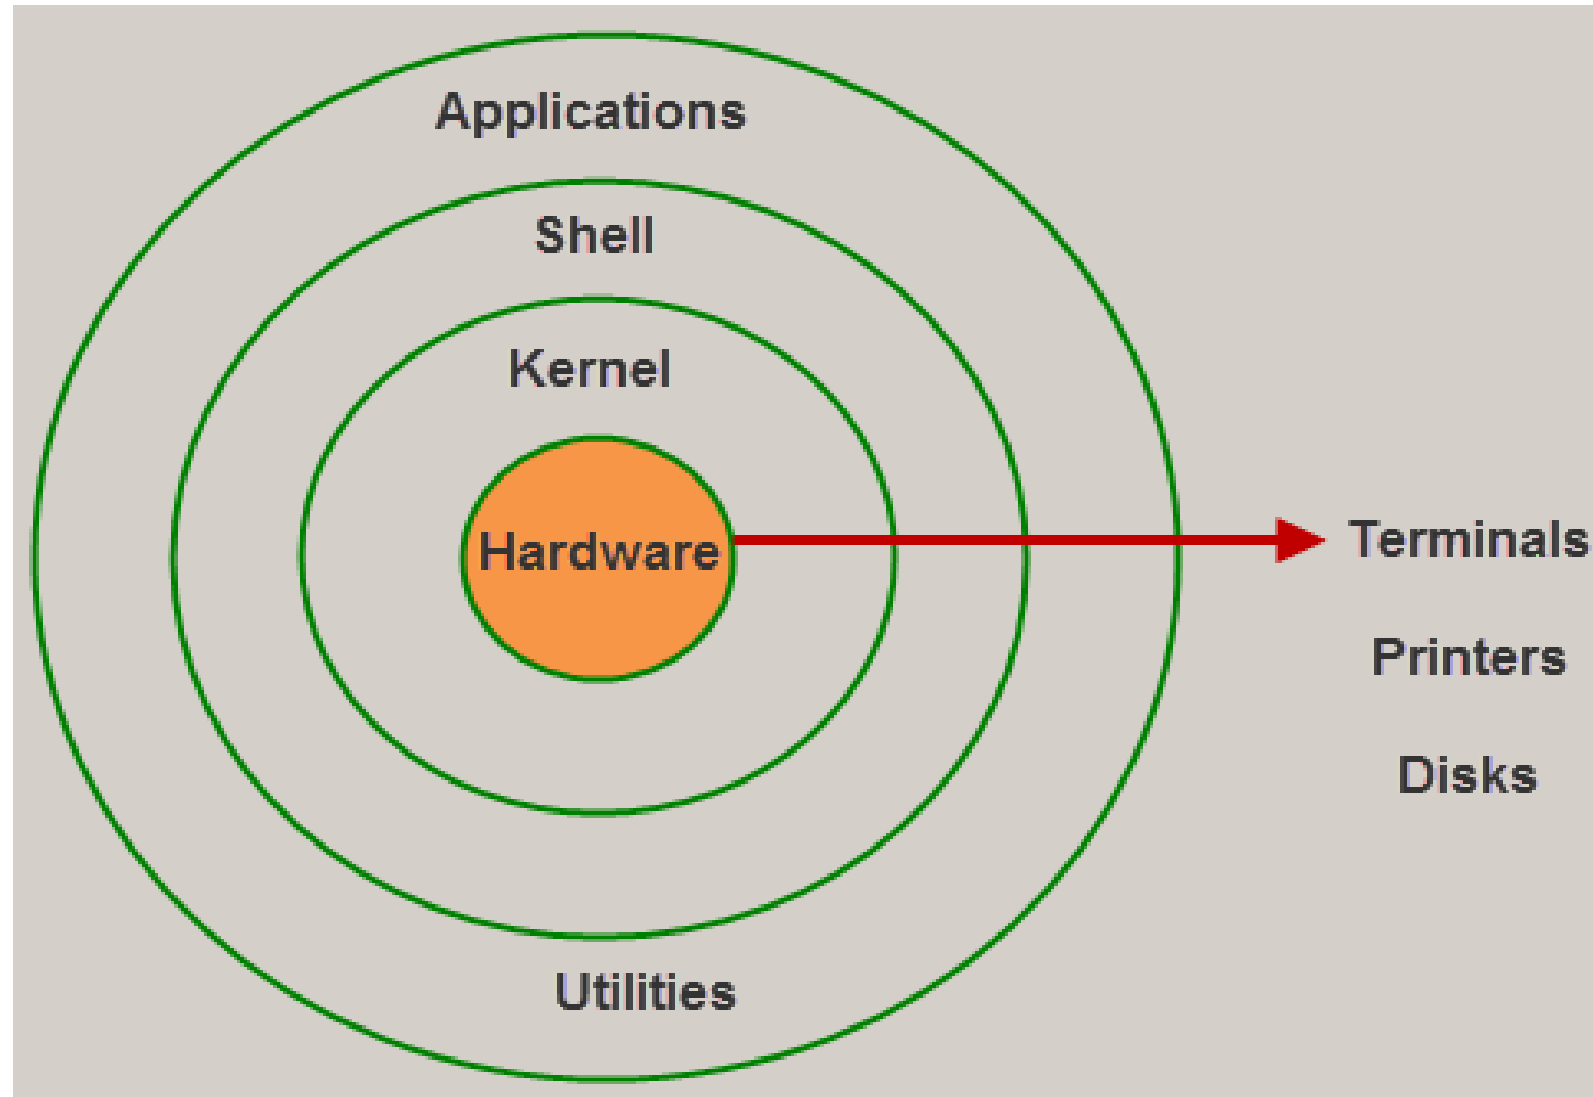 Applications
Shell
Kernel
Hardware
Terminals
Printers
Disks
Utilities